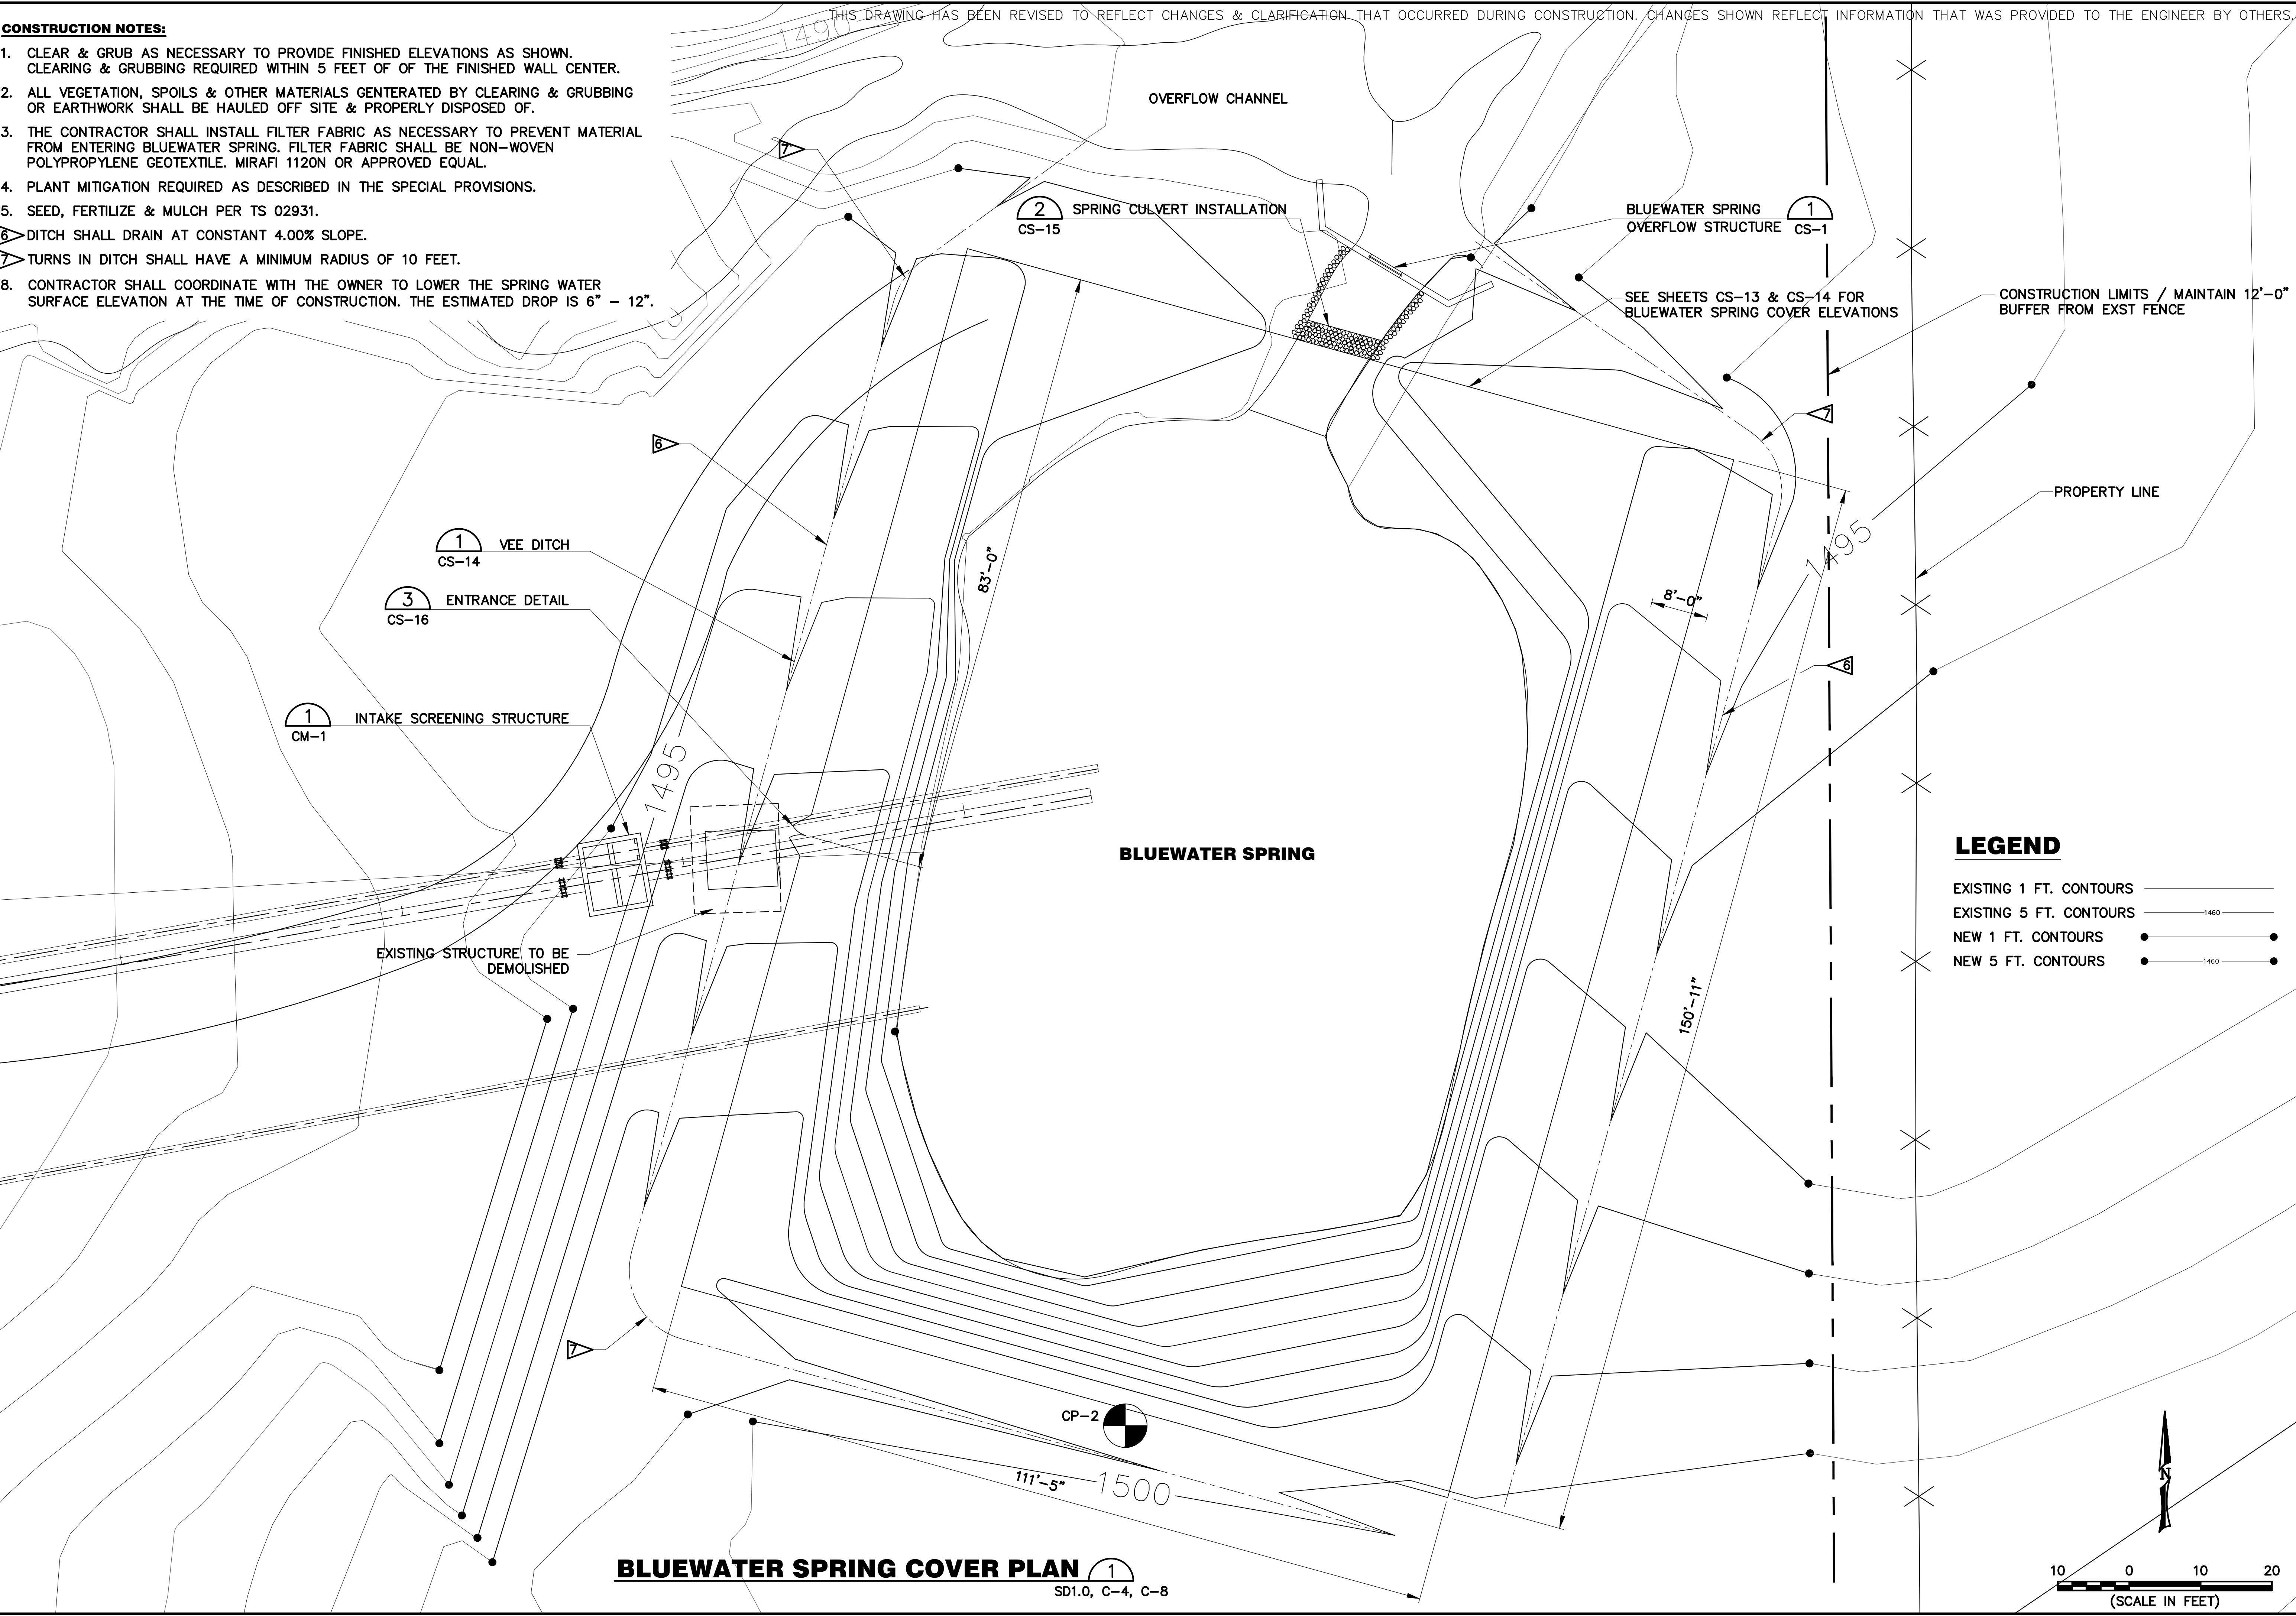 THIS DRAWING HAS BEEN REVISED TO REFLECT CHANGES & CLARIFICATION THAT OCCURRED DURING CONSTRUCTION. CHANGES SHOWN REFLECT INFORMATION THAT WAS PROVIDED TO THE ENGINEER BY OTHERS.
CONSTRUCTION NOTES:
1. CLEAR & GRUB AS NECESSARY TO PROVIDE FINISHED ELEVATIONS AS SHOWN.
CLEARING & GRUBBING REQUIRED WITHIN 5 FEET OF OF THE FINISHED WALL CENTER.
2. ALL VEGETATION, SPOILS & OTHER MATERIALS GENTERATED BY CLEARING & GRUBBING
OR EARTHWORK SHALL BE HAULED OFF SITE & PROPERLY DISPOSED OF.
3. THE CONTRACTOR SHALL INSTALL FILTER FABRIC AS NECESSARY TO PREVENT MATERIAL
FROM ENTERING BLUEWATER SPRING. FILTER FABRIC SHALL BE NON-WOVEN
POLYPROPYLENE GEOTEXTILE. MIRAFI 1120N OR APPROVED EQUAL.
4. PLANT MITIGATION REQUIRED AS DESCRIBED IN THE SPECIAL PROVISIONS.
5. SEED, FERTILIZE & MULCH PER TS 02931.
6 DITCH SHALL DRAIN AT CONSTANT 4.00% SLOPE.
7 TURNS IN DITCH SHALL HAVE A MINIMUM RADIUS OF 10 FEET.
8. CONTRACTOR SHALL COORDINATE WITH THE OWNER TO LOWER THE SPRING WATER
SURFACE ELEVATION AT THE TIME OF CONSTRUCTION. THE ESTIMATED DROP IS 6" - 12".
1490
OVERFLOW CHANNEL
7
2
CS-15
SPRING CULVERT INSTALLATION
BLUEWATER SPRING
OVERFLOW STRUCTURE
1
CS-1
SEE SHEETS CS-13 & CS-14 FOR
BLUEWATER SPRING COVER ELEVATIONS
CONSTRUCTION LIMITS / MAINTAIN 12'-0"
BUFFER FROM EXST FENCE
7
6
PROPERTY LINE
1495
1
CS-14
VEE DITCH
83'-0"
3
CS-16
ENTRANCE DETAIL
8'-0"
6
1
CM-1
INTAKE SCREENING STRUCTURE
1495
BLUEWATER SPRING
EXISTING STRUCTURE TO BE
DEMOLISHED
150'-11"
LEGEND
EXISTING 1 FT. CONTOURS
EXISTING 5 FT. CONTOURS 1460
NEW 1 FT. CONTOURS
NEW 5 FT. CONTOURS 1460
7
CP-2
111'-5"
1500
N
BLUEWATER SPRING COVER PLAN
1
SD1.0, C-4, C-8
10 0 10 20
(SCALE IN FEET)